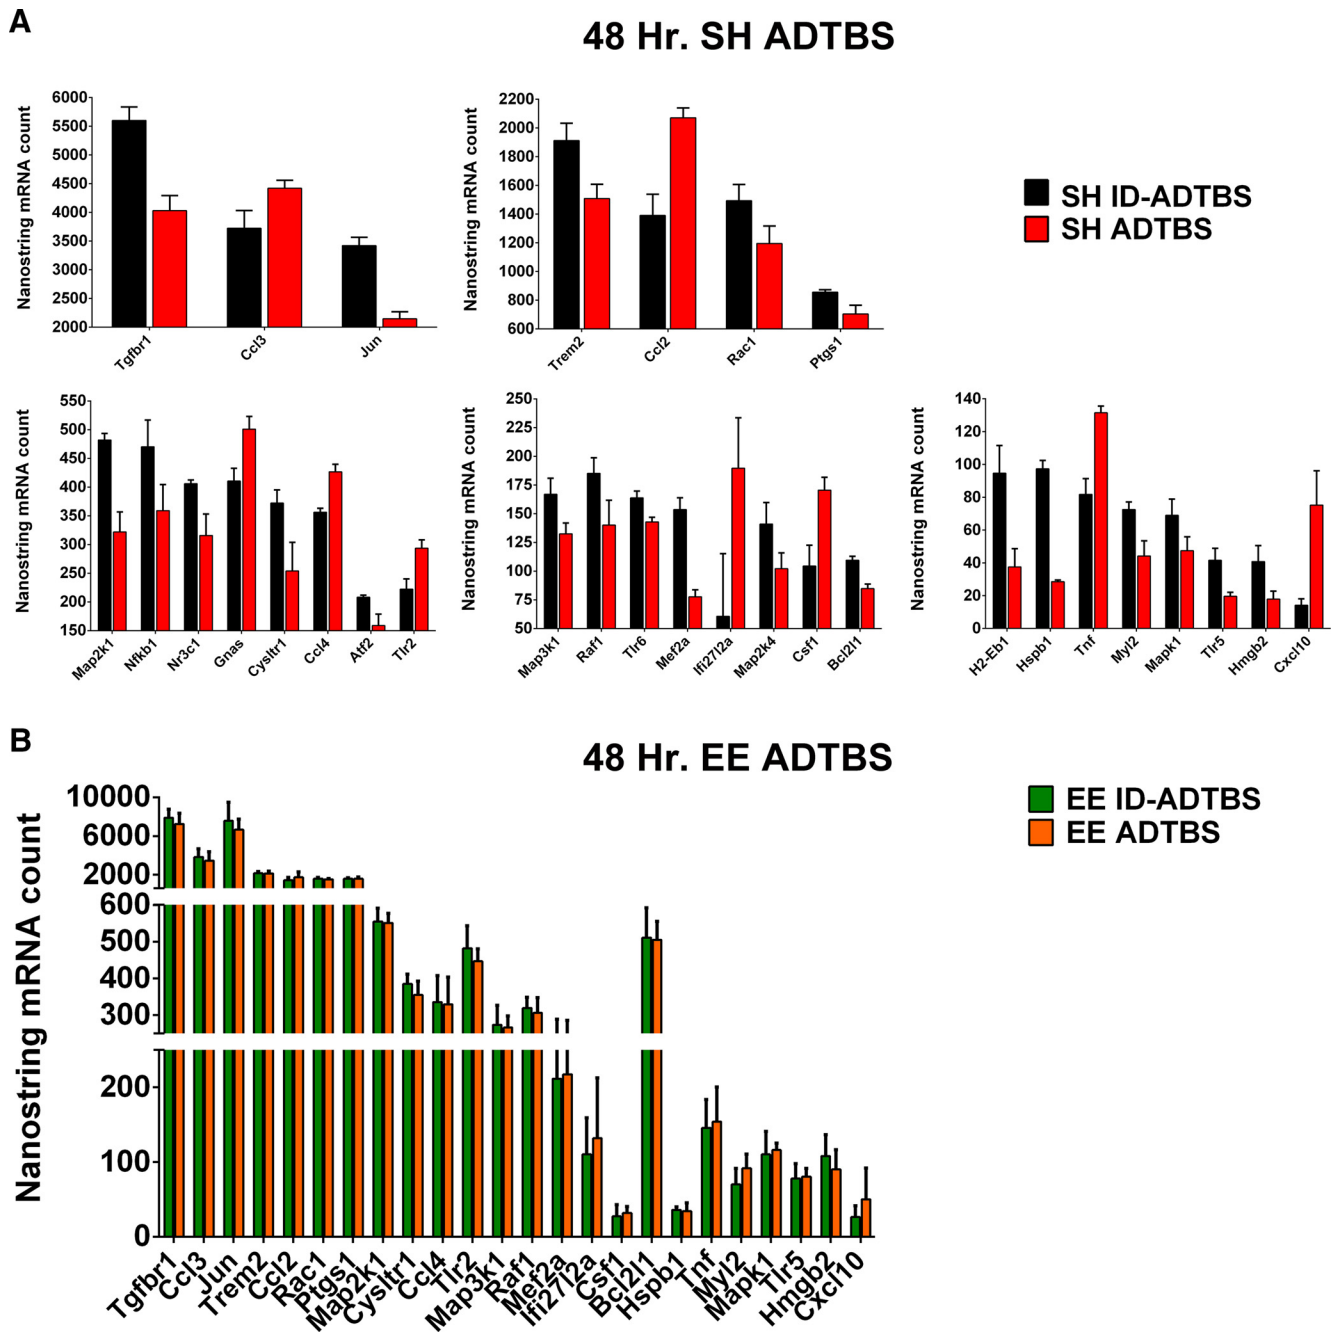 A
48 Hr. SH ADTBS
Nanostring mRNA count
6000
5500
5000
4500
4000
3500
3000
2500
2000
Tgfbr1
Ccl3
Jun
Nanostring mRNA count
2200
2000
1800
1600
1400
1200
1000
800
600
Trem2
Ccl2
Rac1
Ptgs1
SH ID-ADTBS
SH ADTBS
Nanostring mRNA count
550
500
450
400
350
300
250
200
150
Map2k1
Nfkb1
Nr3c1
Gnas
Cysltr1
Ccl4
Atf2
Tlr2
Nanostring mRNA count
250
225
200
175
150
125
100
75
50
Map3k1
Raf1
Tlr6
Mef2a
Ifi27l2a
Map2k4
Csf1
Bcl2l1
Nanostring mRNA count
140
120
100
80
60
40
20
0
H2-Eb1
Hspb1
Tnf
Myl2
Mapk1
Tlr5
Hmgb2
Cxcl10
B
48 Hr. EE ADTBS
Nanostring mRNA count
10000
6000
2000
600
500
400
300
200
100
0
Tgfbr1
Ccl3
Jun
Trem2
Ccl2
Rac1
Ptgs1
Map2k1
Cysltr1
Ccl4
Tlr2
Map3k1
Raf1
Mef2a
Ifi27l2a
Csf1
Bcl2l1
Hspb1
Tnf
Myl2
Mapk1
Tlr5
Hmgb2
Cxcl10
EE ID-ADTBS
EE ADTBS